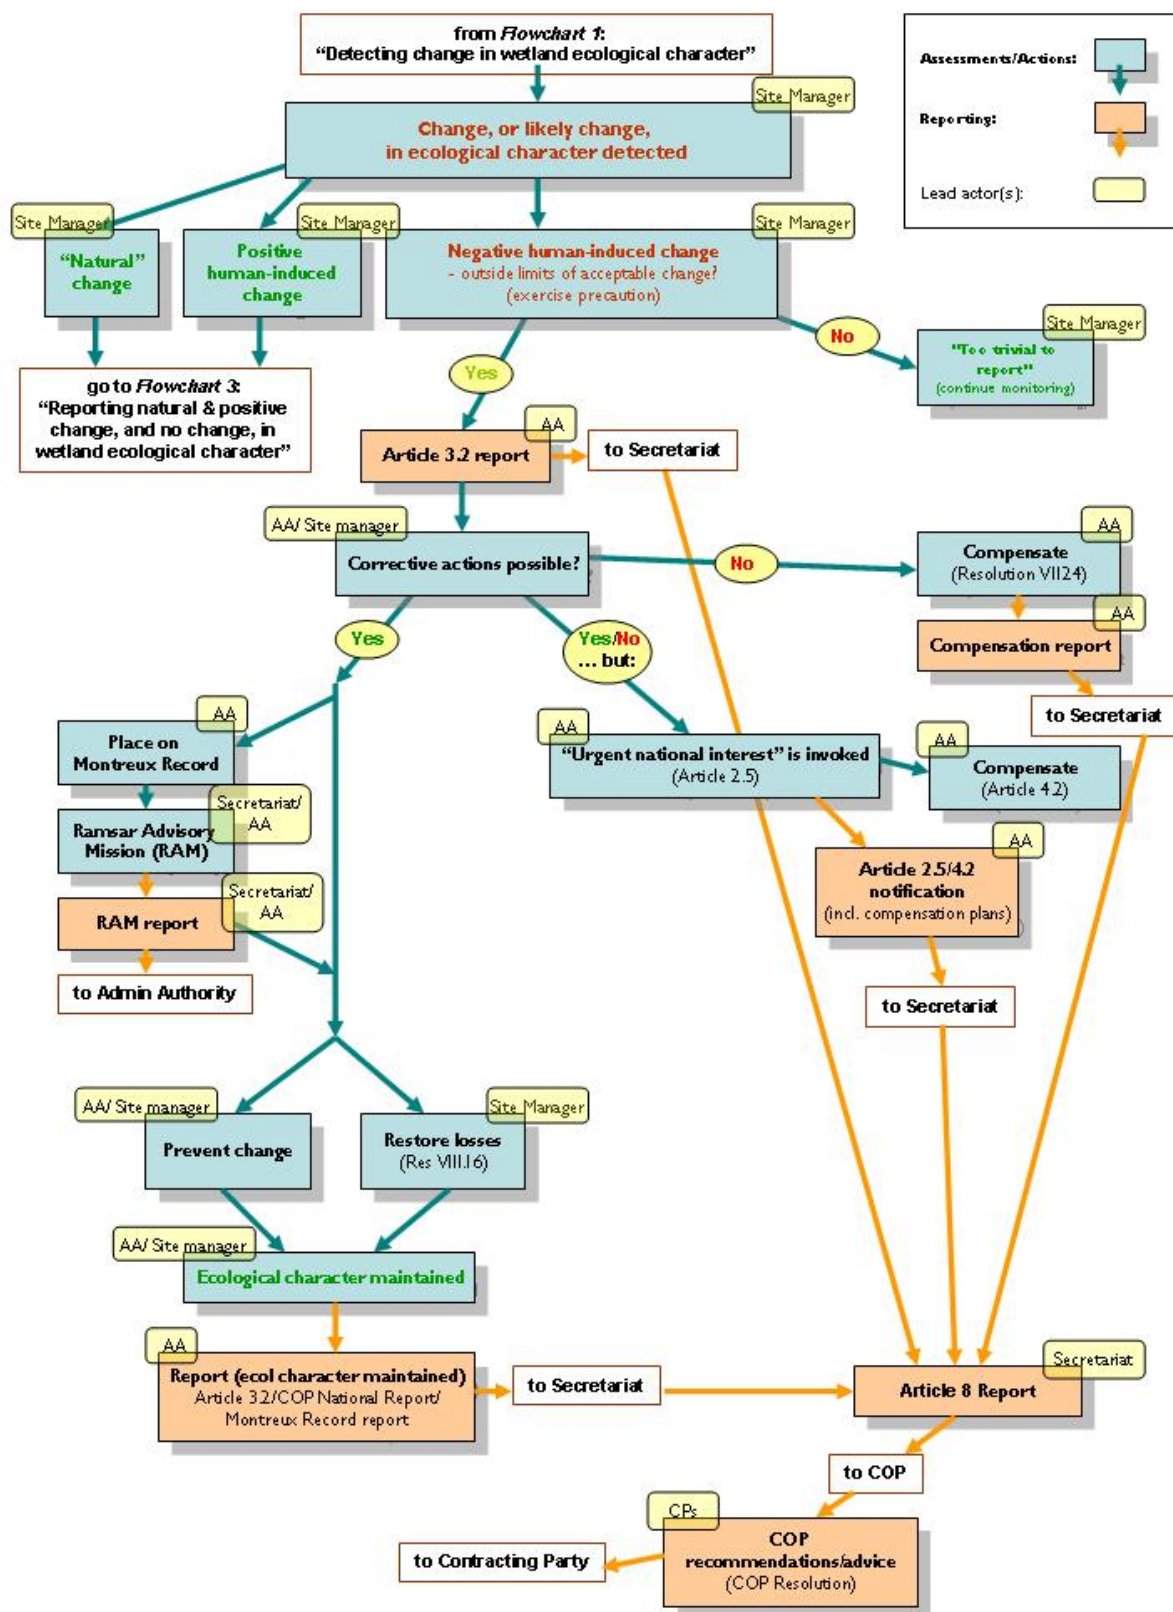 from Flowchart 1:
“Detecting change in wetland ecological character”
Assessments/Actions:
Reporting:
Lead actor(s):
Site Manager
Change, or likely change,
in ecological character detected
Site Manager
“Natural”
change
Site Manager
Positive
human-induced
change
Site Manager
Negative human-induced change
- outside limits of acceptable change?
(exercise precaution)
No
Site Manager
“Too trivial to
report”
(continue monitoring)
Yes
go to Flowchart 3:
“Reporting natural & positive
change, and no change, in
wetland ecological character”
AA
Article 3.2 report
to Secretariat
AA/ Site manager
Corrective actions possible?
No
AA
Compensate
(Resolution VII.24)
AA
Compensation report
to Secretariat
Yes
Yes/No
... but:
AA
Place on
Montreux Record
AA
“Urgent national interest” is invoked
(Article 2.5)
AA
Compensate
(Article 4.2)
Secretariat/
AA
Ramsar Advisory
Mission (RAM)
AA
Article 2.5/4.2
notification
(incl. compensation plans)
Secretariat/
AA
RAM report
to Admin Authority
to Secretariat
AA/ Site manager
Prevent change
Site Manager
Restore losses
(Res VIII.16)
AA/ Site manager
Ecological character maintained
AA
Report (ecol character maintained)
Article 3.2/COP National Report/
Montreux Record report
to Secretariat
Secretariat
Article 8 Report
to COP
CPs
COP
recommendations/advice
(COP Resolution)
to Contracting Party